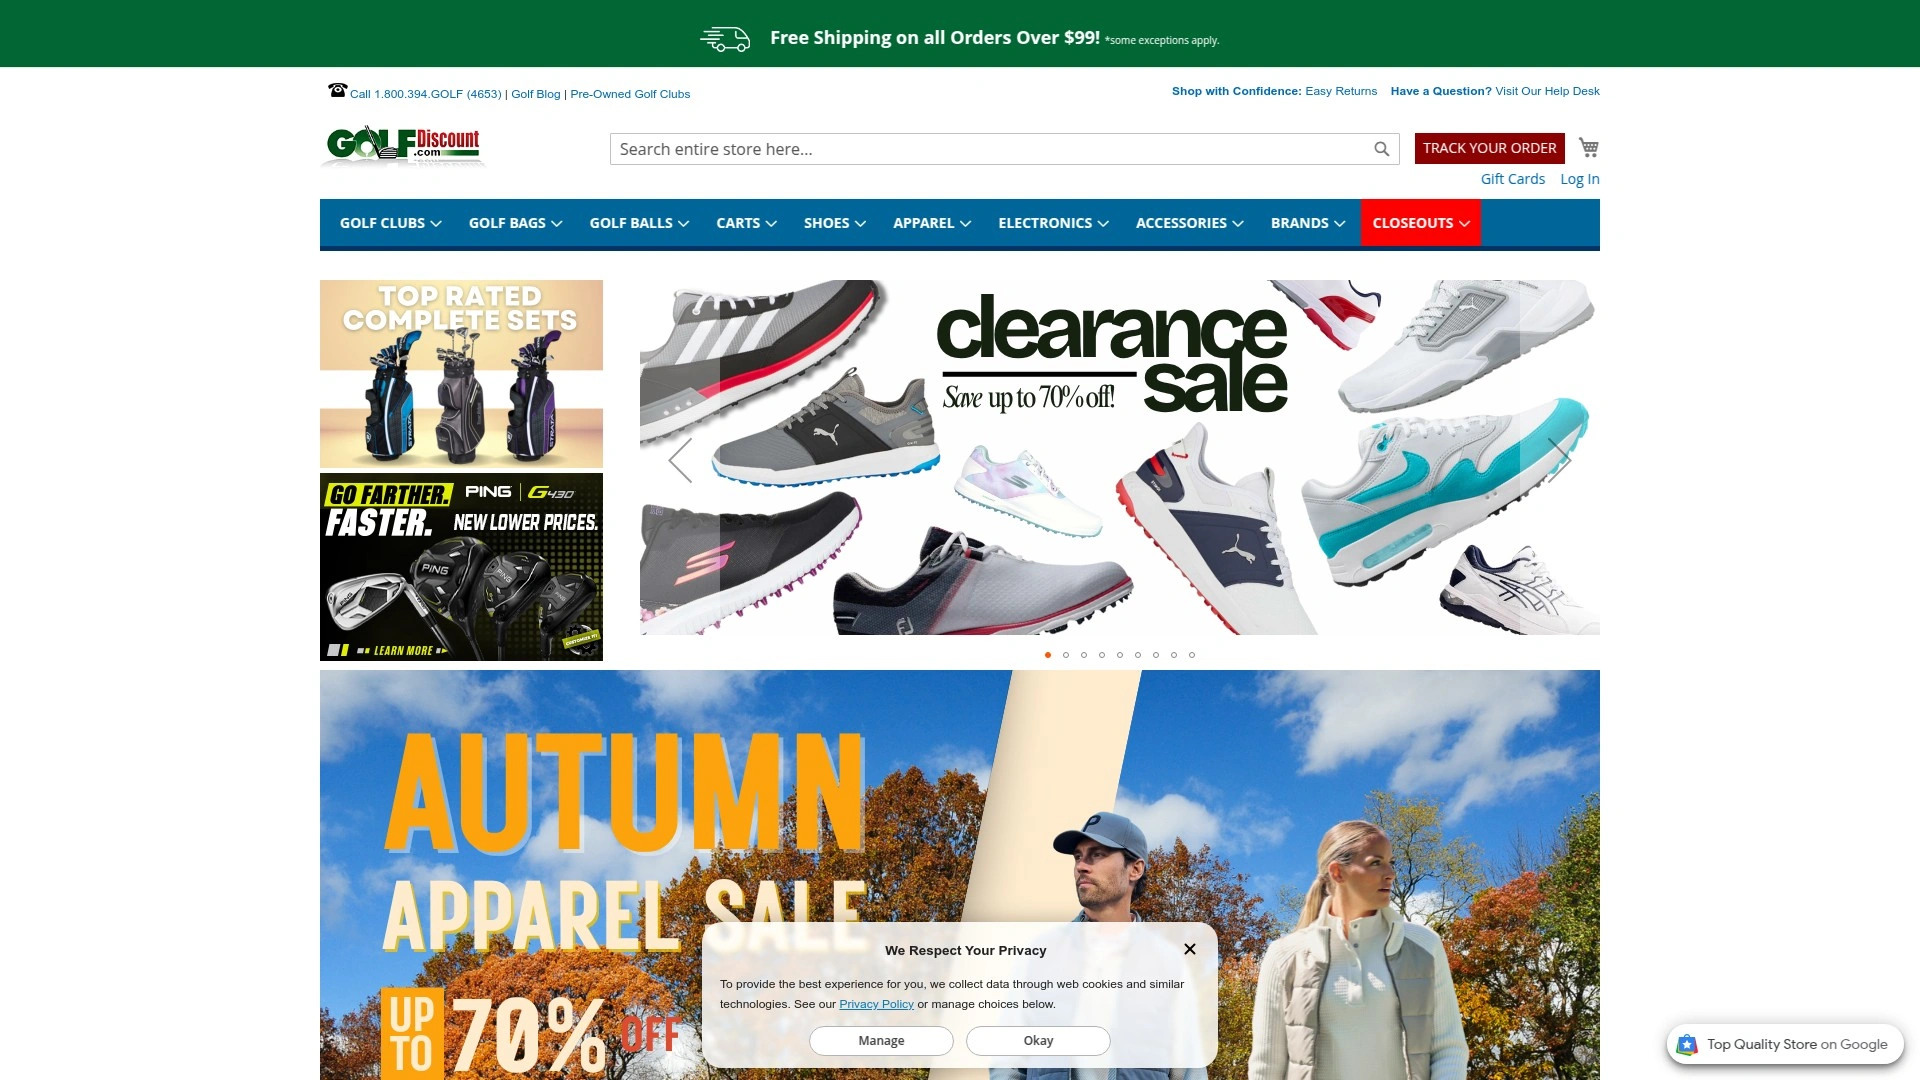 Free Shipping on all Orders Over $99! *some exceptions apply.
Call 1.800.394.GOLF (4653) | Golf Blog | Pre-Owned Golf Clubs
Shop with Confidence: Easy Returns Have a Question? Visit Our Help Desk
GOLF Discount .com
Search entire store here...
TRACK YOUR ORDER
Gift Cards Log In
GOLF CLUBS GOLF BAGS GOLF BALLS CARTS SHOES APPAREL ELECTRONICS ACCESSORIES BRANDS CLOSEOUTS
TOP RATED
COMPLETE SETS
STRATA
STRATA
clearance
sale
Save up to 70% off!
GO FARTHER. PING | G430
FASTER. NEW LOWER PRICES.
PING
PING
LEARN MORE
CUSTOMIZE IT!
AUTUMN
APPAREL SALE
UP
TO
70% OFF
We Respect Your Privacy
To provide the best experience for you, we collect data through web cookies and similar
technologies. See our Privacy Policy or manage choices below.
Manage Okay
Top Quality Store on Google